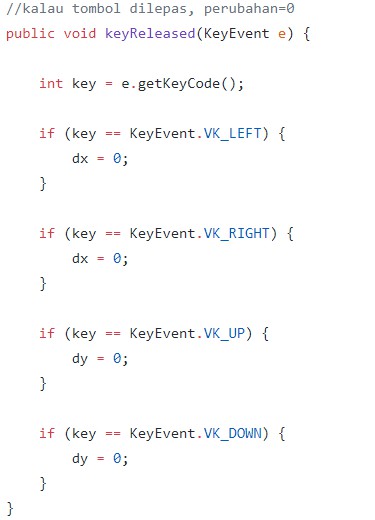 //kalau tombol dilepas, perubahan=0
public void keyReleased(KeyEvent e) {
int key = e.getKeyCode();
if (key == KeyEvent.VK_LEFT) {
dx = 0;
}
if (key == KeyEvent.VK_RIGHT) {
dx = 0;
}
if (key == KeyEvent.VK_UP) {
dy = 0;
}
if (key == KeyEvent.VK_DOWN) {
dy = 0;
}
}